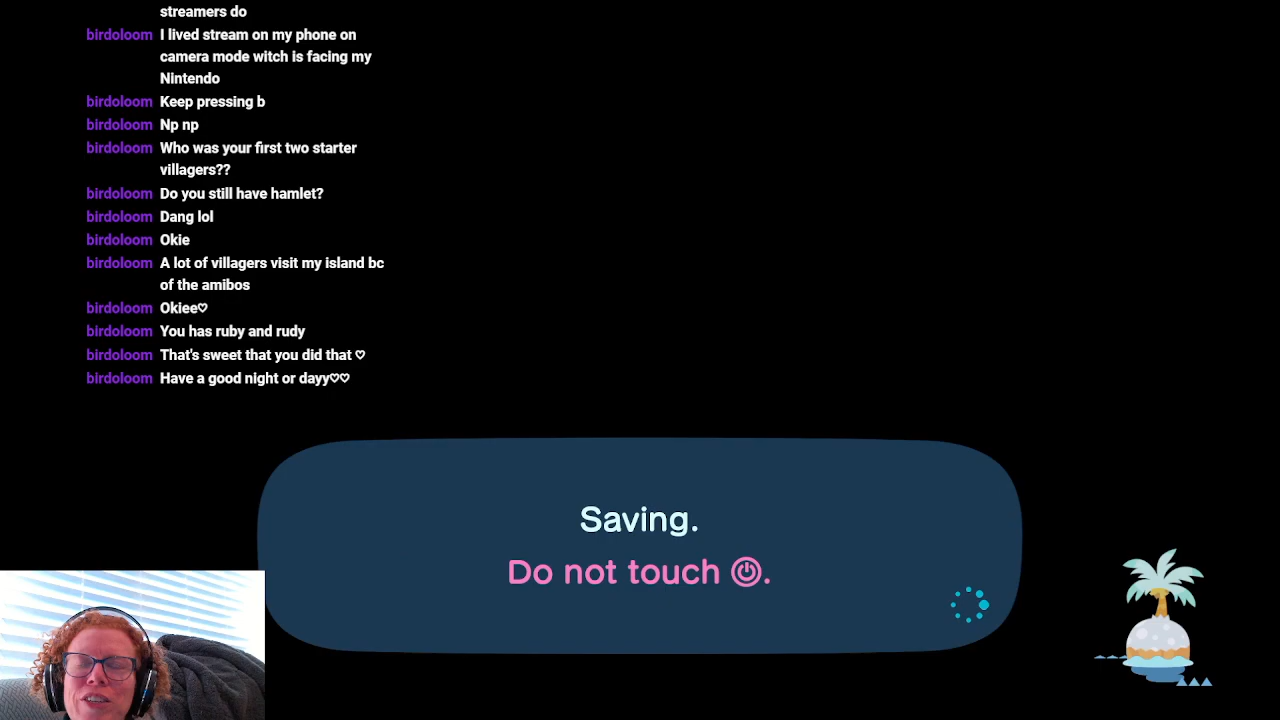 streamers do
birdoloom I lived stream on my phone on
camera mode witch is facing my
Nintendo
birdoloom Keep pressing b
birdoloom Np np
birdoloom Who was your first two starter
villagers??
birdoloom Do you still have hamlet?
birdoloom Dang lol
birdoloom Okie
birdoloom A lot of villagers visit my island bc
of the amibos
birdoloom Okiee♡
birdoloom You has ruby and rudy
birdoloom That's sweet that you did that ♡
birdoloom Have a good night or dayy♡♡
Saving.
Do not touch ⏻.